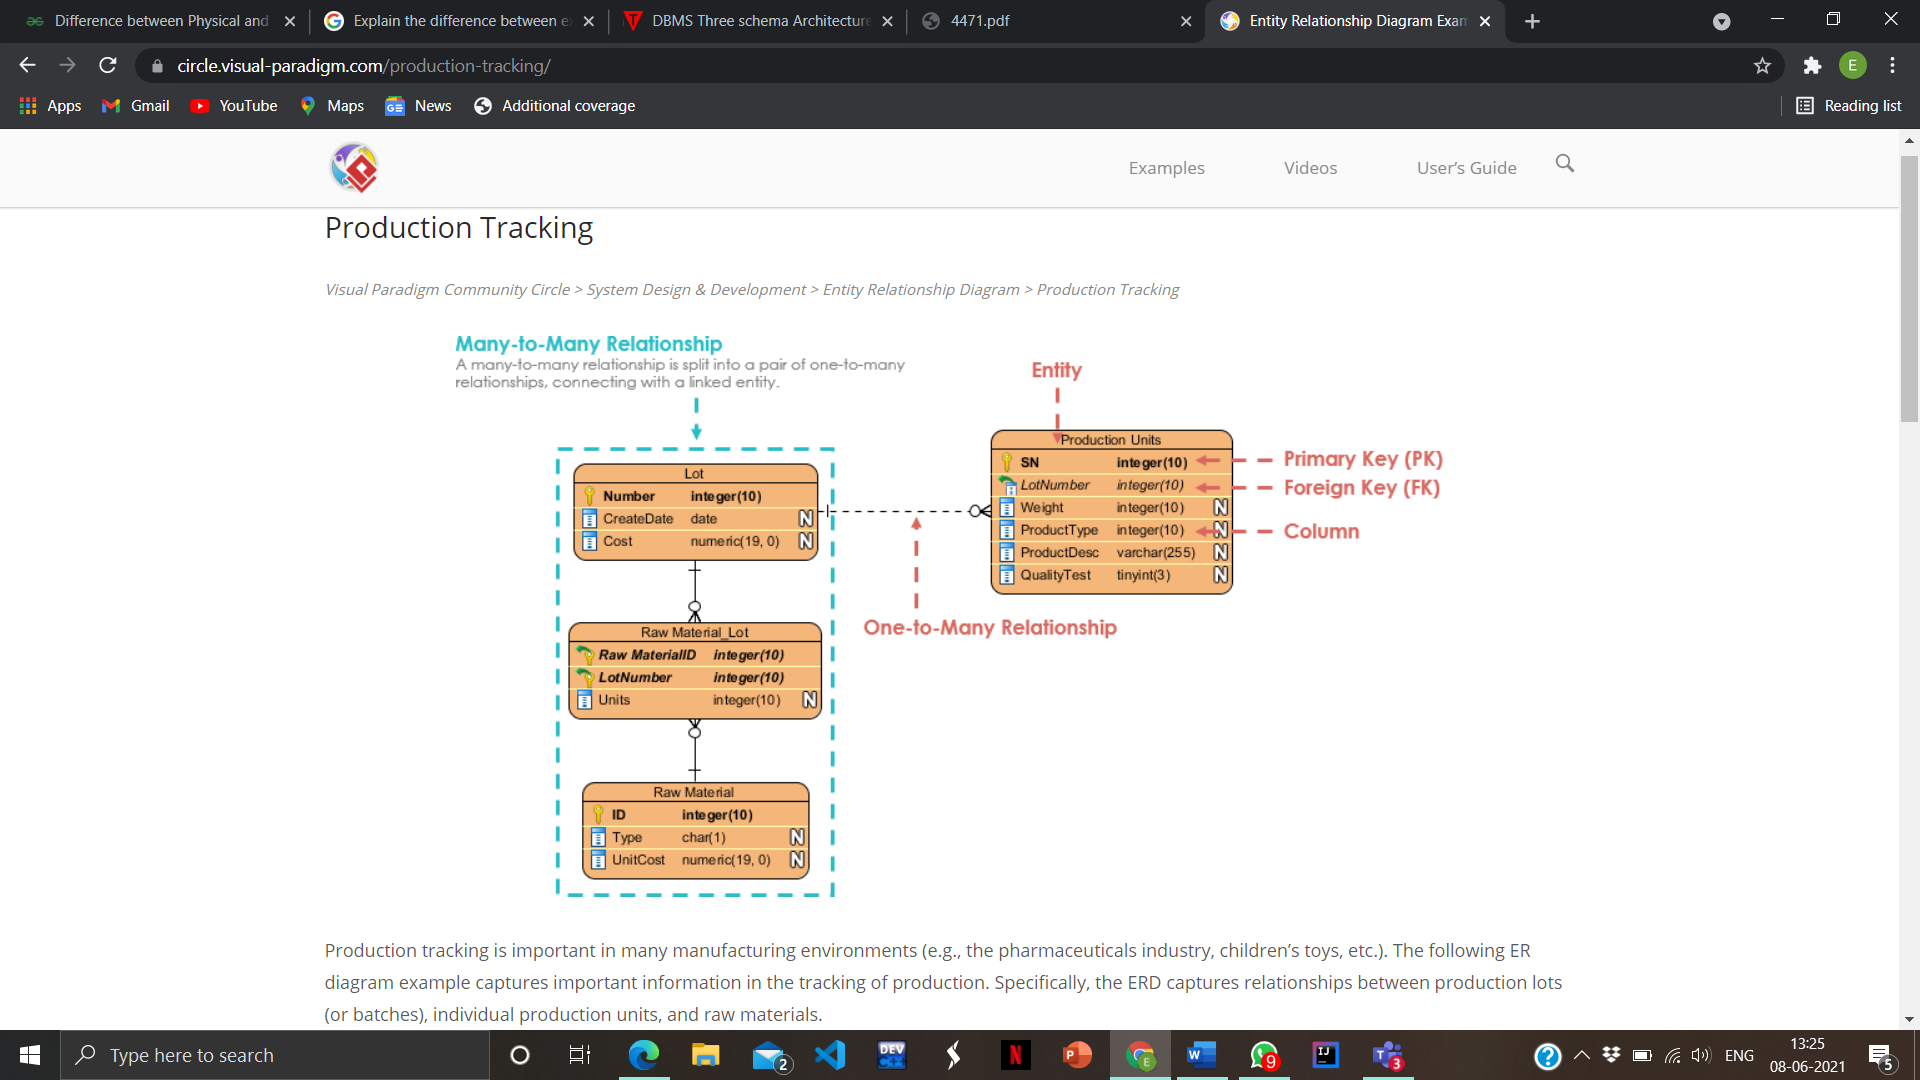 Difference between Physical and
Explain the difference between e
DBMS Three schema Architecture
4471.pdf
Entity Relationship Diagram Exam
circle.visual-paradigm.com/production-tracking/
E
Apps
Gmail
YouTube
Maps
News
Additional coverage
Reading list
Examples
Videos
User’s Guide
Production Tracking
Visual Paradigm Community Circle > System Design & Development > Entity Relationship Diagram > Production Tracking
Many-to-Many Relationship
A many-to-many relationship is split into a pair of one-to-many
relationships, connecting with a linked entity.
Entity
Lot
Number integer(10)
CreateDate date N
Cost numeric(19, 0) N
Production Units
SN integer(10)
LotNumber integer(10)
Weight integer(10) N
ProductType integer(10) N
ProductDesc varchar(255) N
QualityTest tinyint(3) N
Primary Key (PK)
Foreign Key (FK)
Column
One-to-Many Relationship
Raw Material_Lot
Raw MaterialID integer(10)
LotNumber integer(10)
Units integer(10) N
Raw Material
ID integer(10)
Type char(1) N
UnitCost numeric(19, 0) N
Production tracking is important in many manufacturing environments (e.g., the pharmaceuticals industry, children’s toys, etc.). The following ER
diagram example captures important information in the tracking of production. Specifically, the ERD captures relationships between production lots
(or batches), individual production units, and raw materials.
Type here to search
2
DEV
C++
N
P
E
W
9
IJ
T
3
?
ENG
13:25
08-06-2021
5